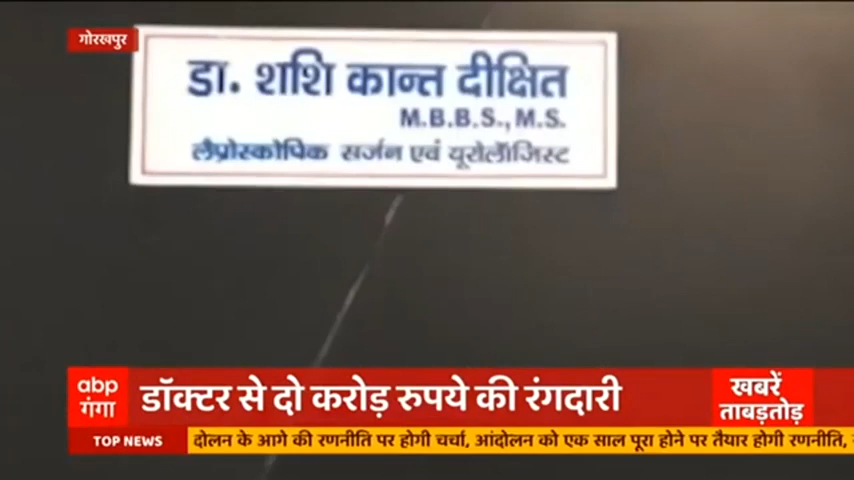 गोरखपुर
डा. शशि कान्त दीक्षित
M.B.B.S., M.S.
लैप्रोस्कोपिक सर्जन एवं यूरोलॉजिस्ट
abp गंगा
डॉक्टर से दो करोड़ रुपये की रंगदारी
खबरें
ताबड़तोड़
TOP NEWS
दोलन के आगे की रणनीति पर होगी चर्चा, आंदोलन को एक साल पूरा होने पर तैयार होगी रणनीति,